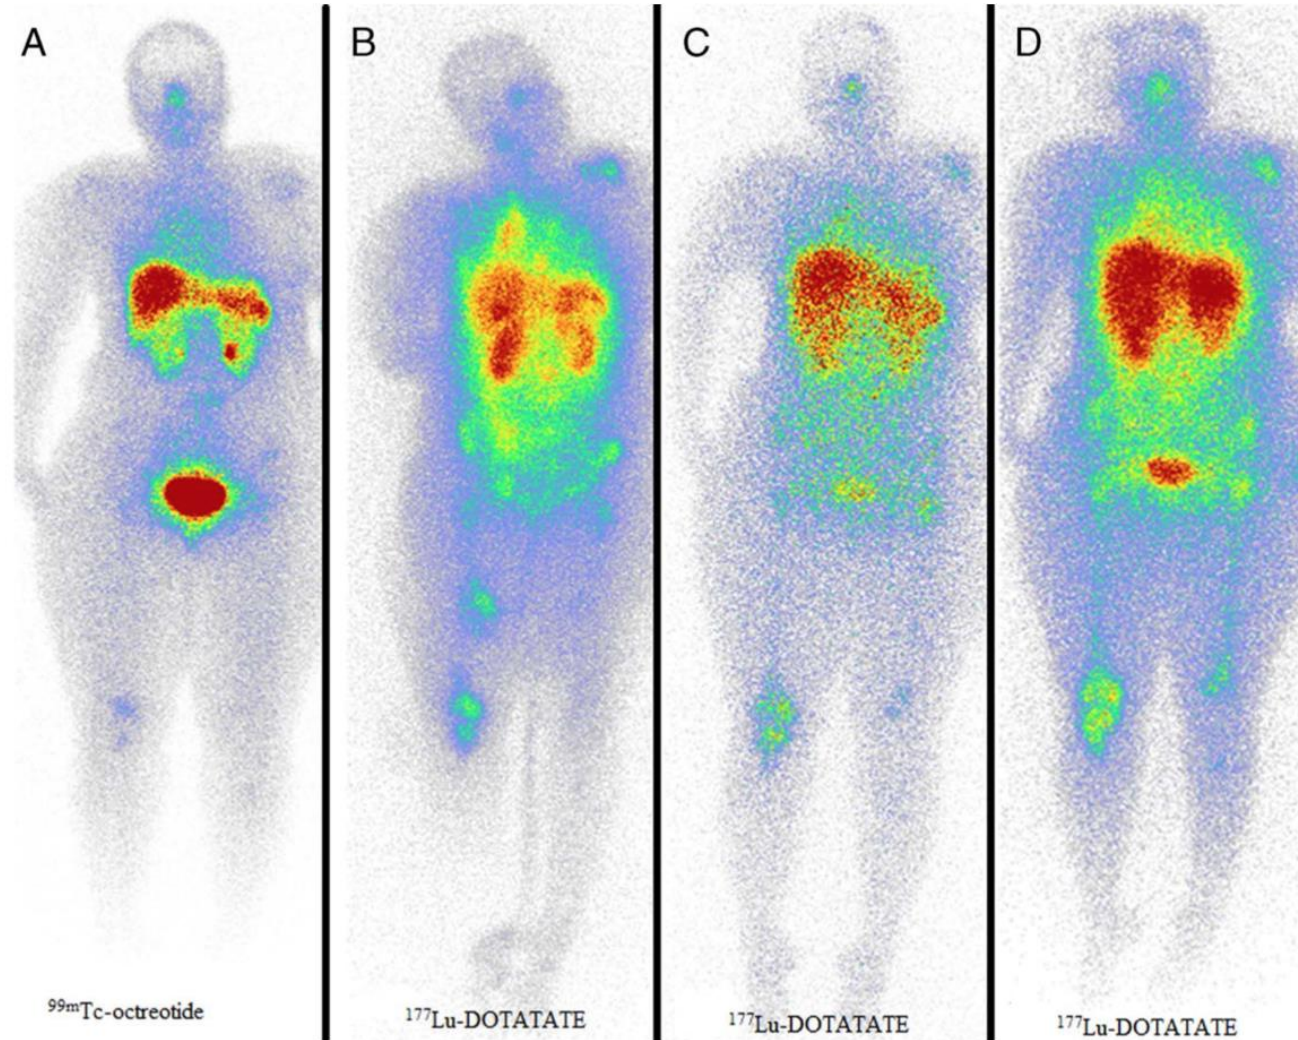 A
B
C
D
99mTc-octreotide
177Lu-DOTATATE
177Lu-DOTATATE
177Lu-DOTATATE